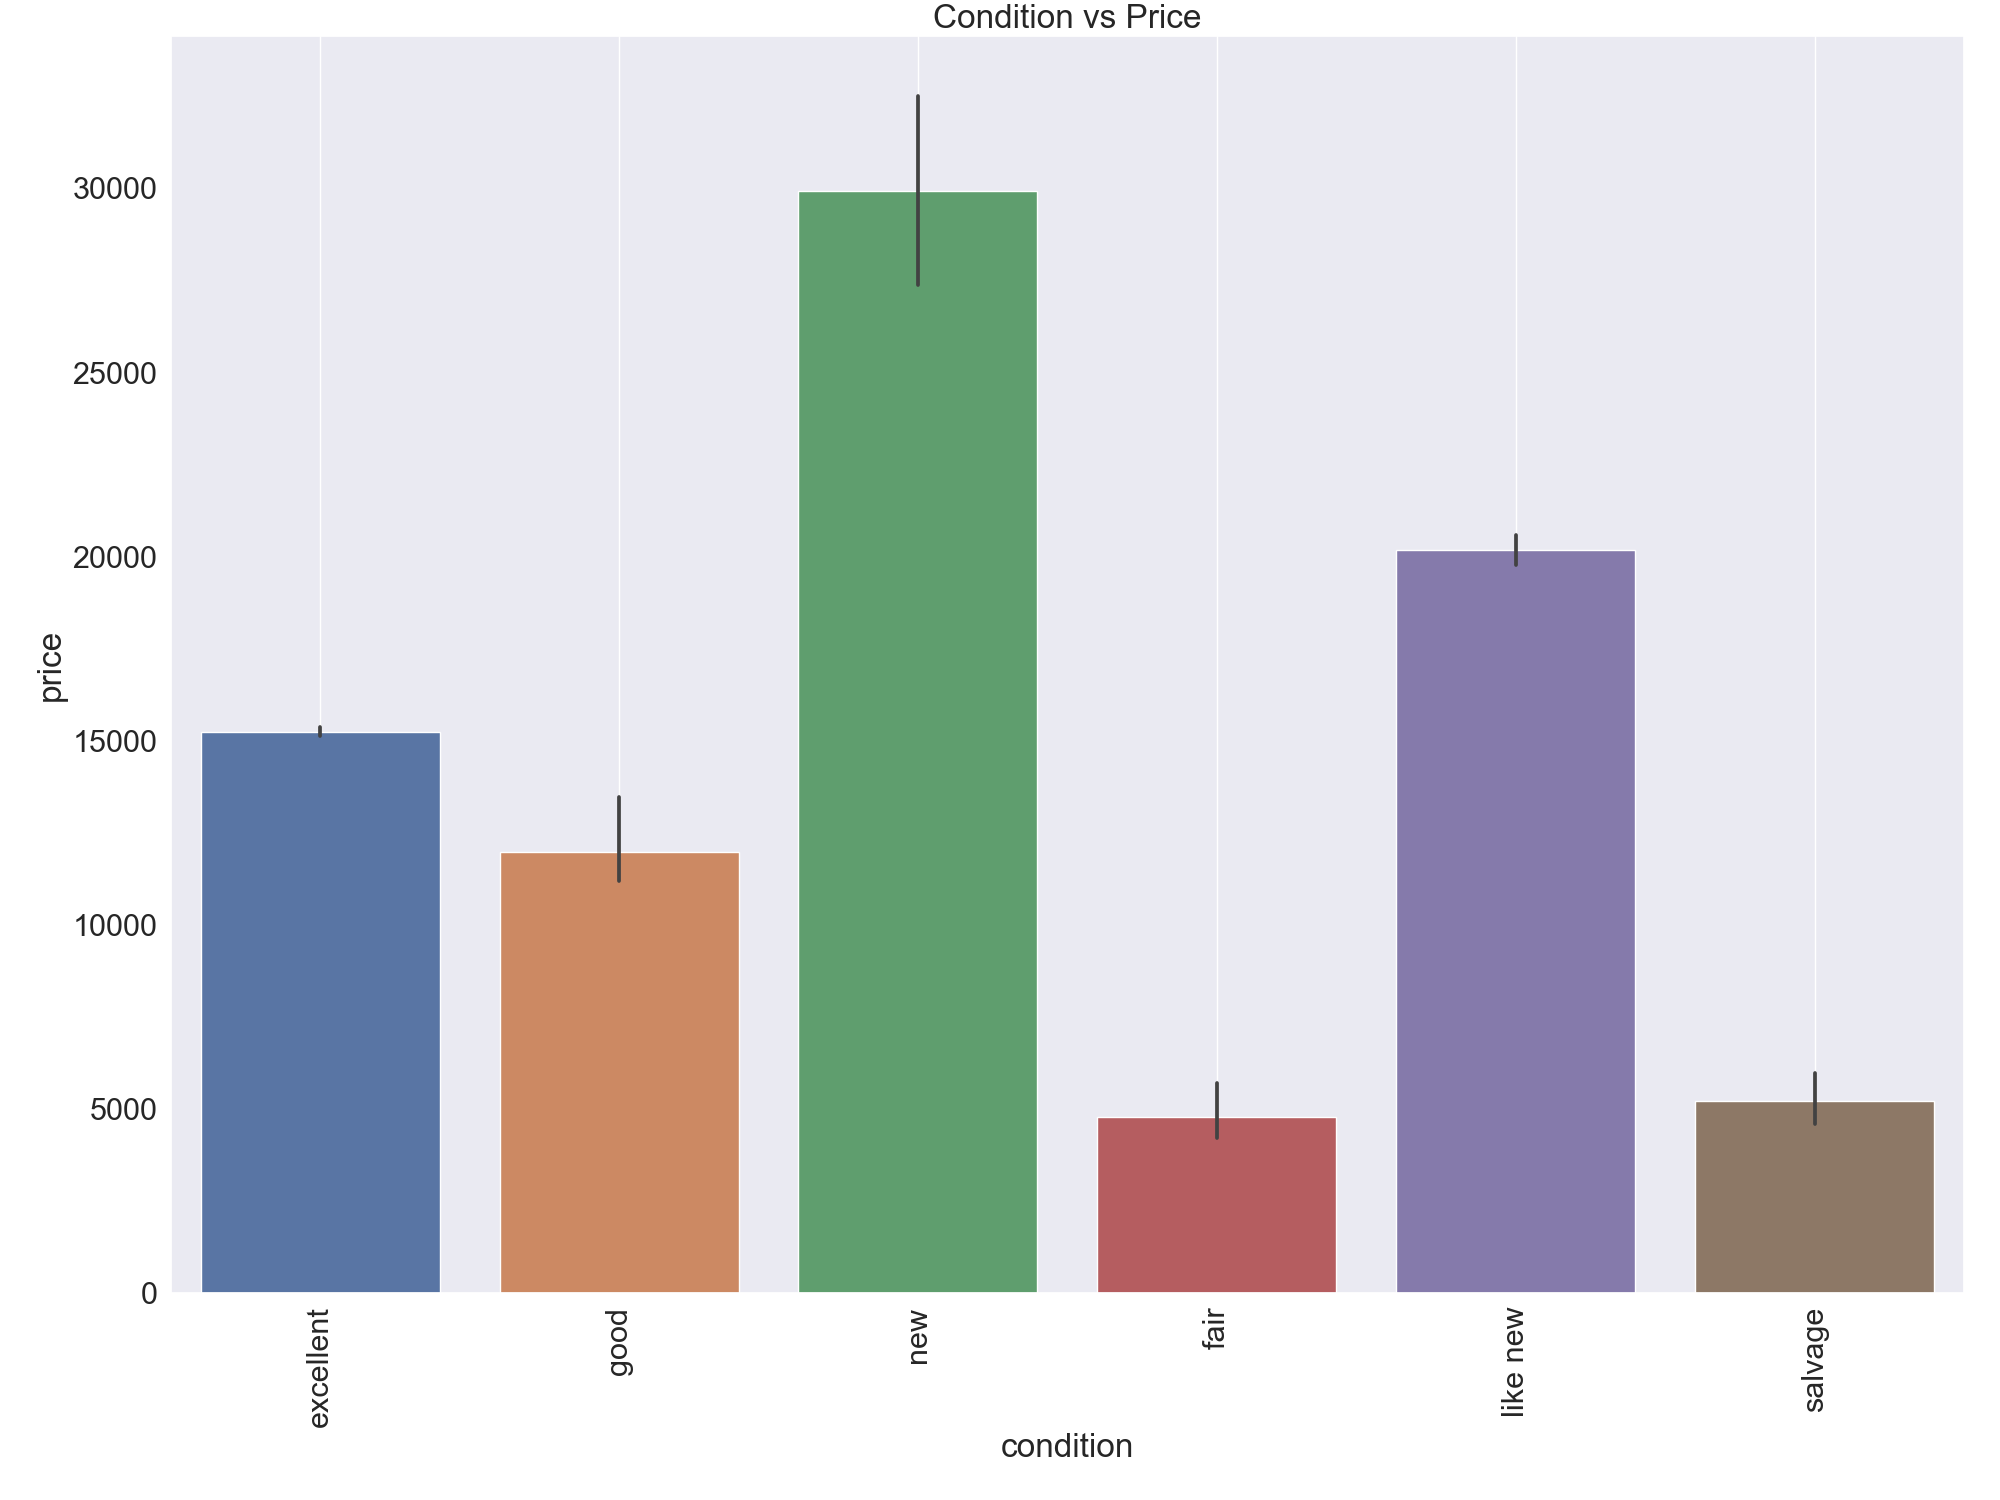 Condition vs Price
30000
25000
20000
15000
10000
5000
0
price
excellent
good
new
fair
like new
salvage
condition